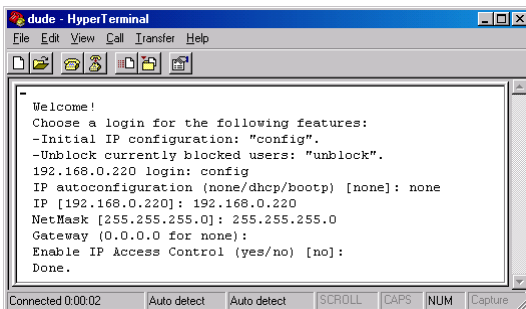 dude - HyperTerminal
File Edit View Call Transfer Help
Welcome!
Choose a login for the following features:
-Initial IP configuration: "config".
-Unblock currently blocked users: "unblock".
192.168.0.220 login: config
IP autoconfiguration (none/dhcp/bootp) [none]: none
IP [192.168.0.220]: 192.168.0.220
NetMask [255.255.255.0]: 255.255.255.0
Gateway (0.0.0.0 for none):
Enable IP Access Control (yes/no) [no]:
Done.
Connected 0:00:02 Auto detect Auto detect SCROLL CAPS NUM Capture